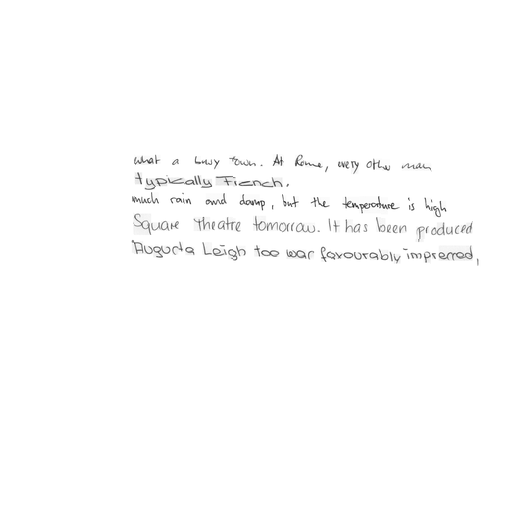 what a busy town. At Rome, every other man
typically French.
much rain and damp, but the temperature is high
Square theatre tomorrow. It has been produced
Augusta Leigh too was favourably impressed,